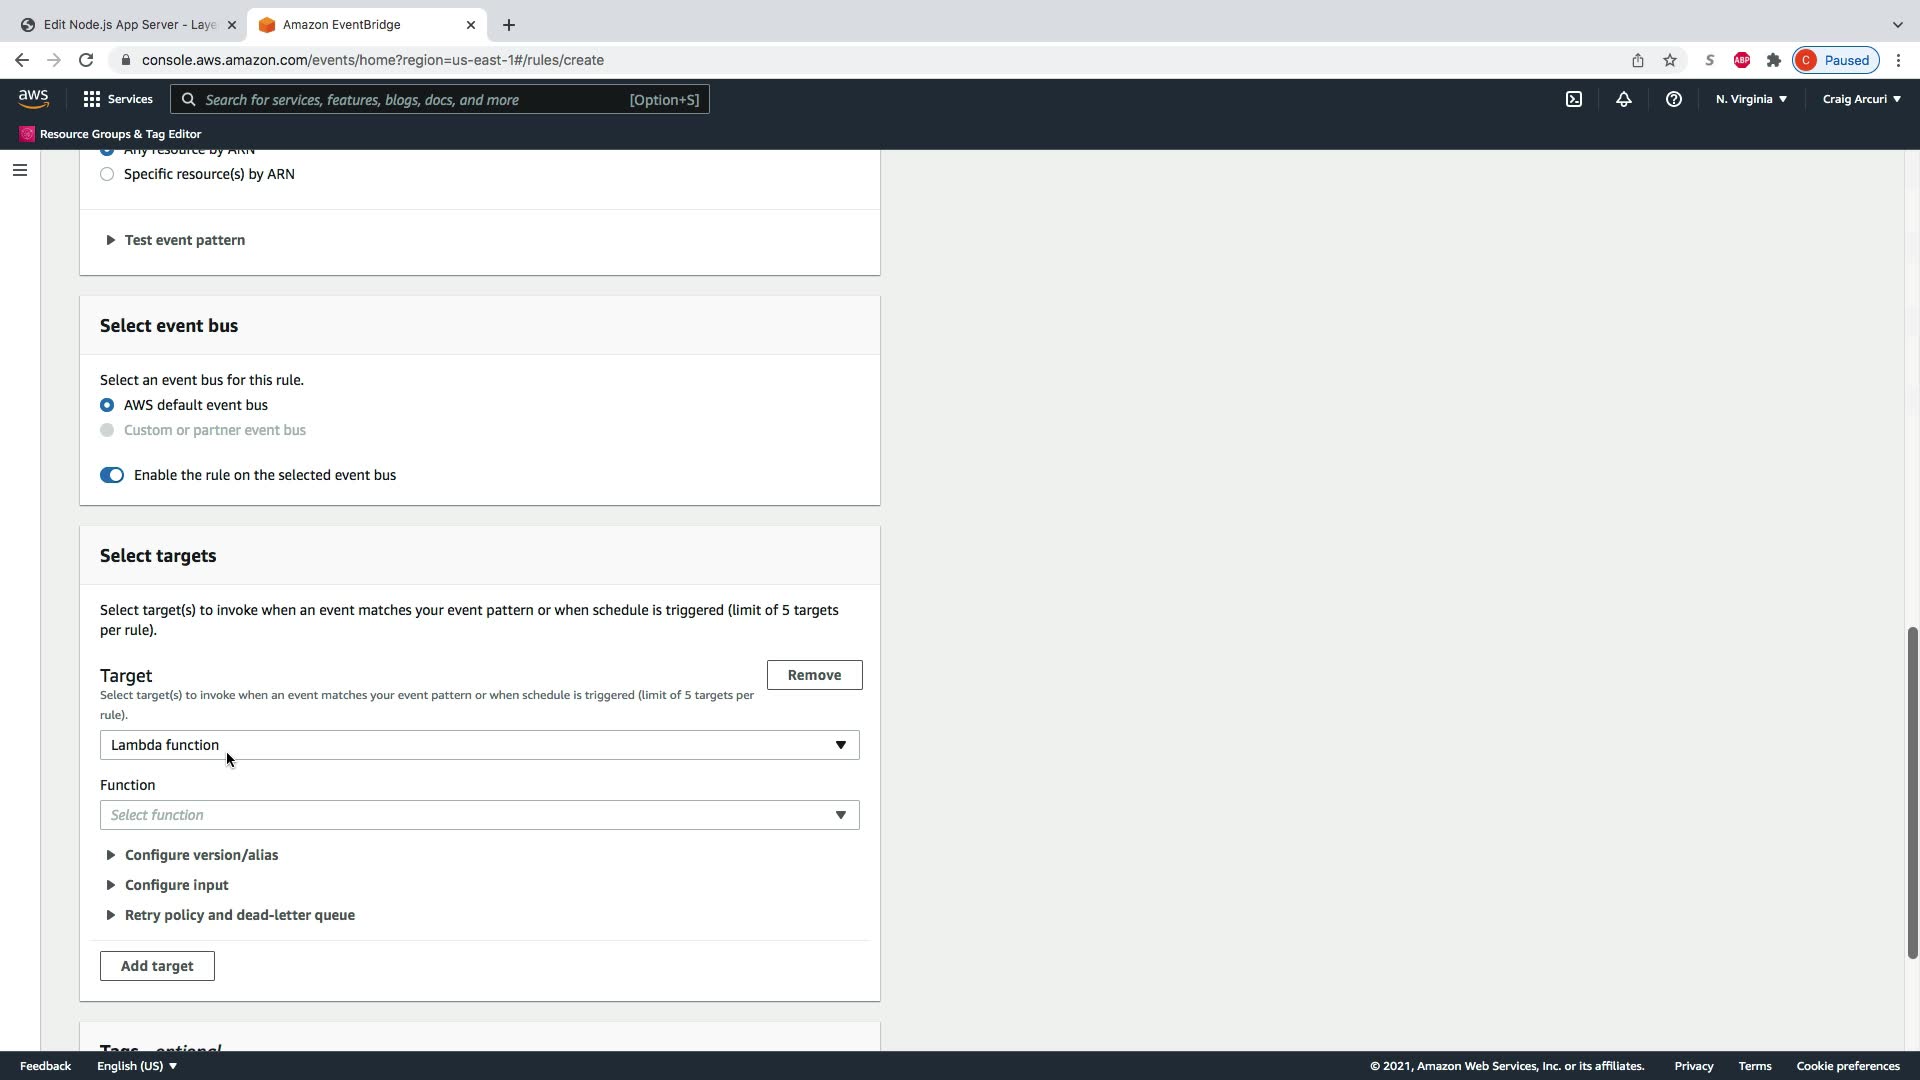 Edit Node.js App Server - Laye
Amazon EventBridge
console.aws.amazon.com/events/home?region=us-east-1#/rules/create
S
ABP
C
Paused
aws
Services
Search for services, features, blogs, docs, and more
[Option+S]
N. Virginia
Craig Arcuri
Resource Groups & Tag Editor
Any resource by ARN
Specific resource(s) by ARN
Test event pattern
Select event bus
Select an event bus for this rule.
AWS default event bus
Custom or partner event bus
Enable the rule on the selected event bus
Select targets
Select target(s) to invoke when an event matches your event pattern or when schedule is triggered (limit of 5 targets
per rule).
Target
Remove
Select target(s) to invoke when an event matches your event pattern or when schedule is triggered (limit of 5 targets per
rule).
Lambda function
Function
Select function
Configure version/alias
Configure input
Retry policy and dead-letter queue
Add target
Tags - optional
Feedback
English (US)
© 2021, Amazon Web Services, Inc. or its affiliates.
Privacy
Terms
Cookie preferences